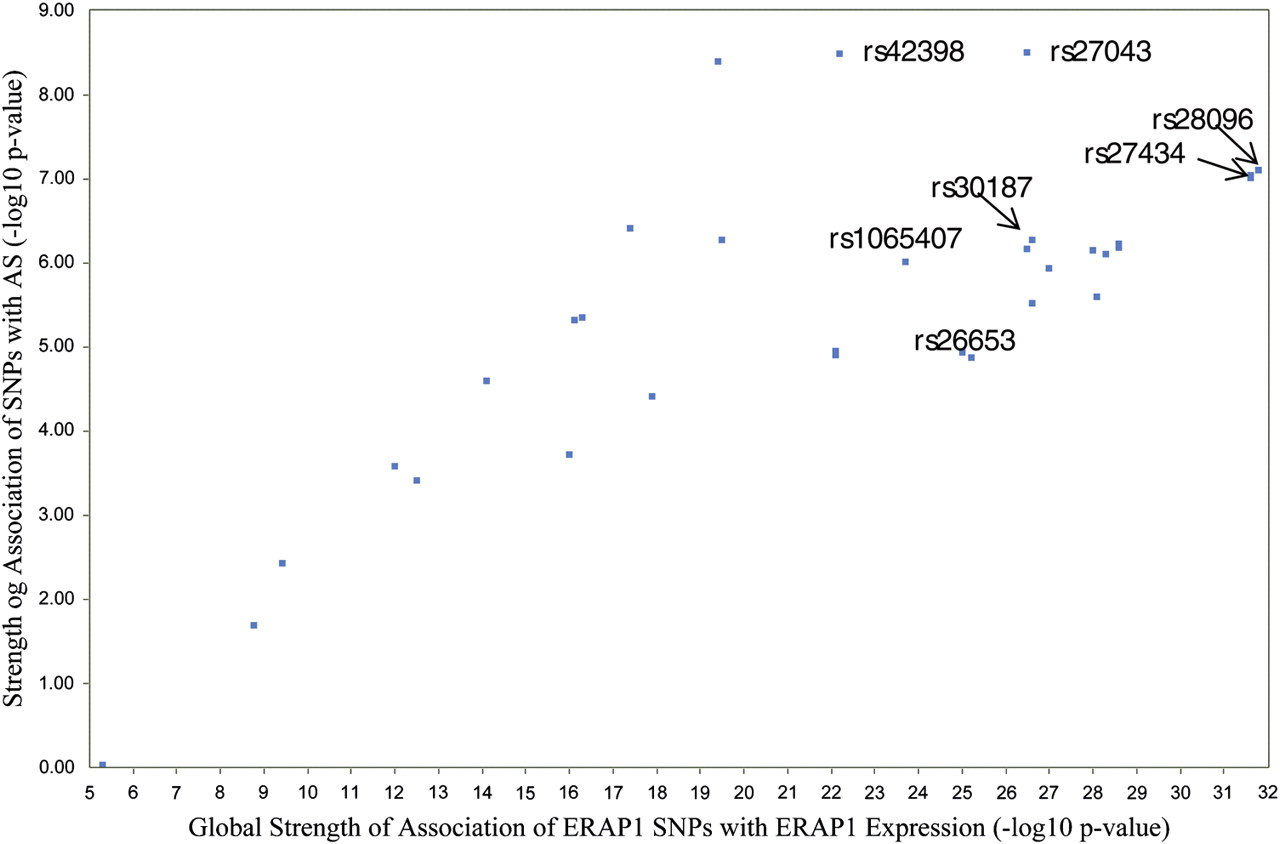 9.00
8.00
7.00
6.00
5.00
4.00
3.00
2.00
1.00
0.00
Strength og Association of SNPs with AS (-log10 p-value)
rs42398
rs27043
rs28096
rs27434
rs30187
rs1065407
rs26653
5 6 7 8 9 10 11 12 13 14 15 16 17 18 19 20 21 22 23 24 25 26 27 28 29 30 31 32
Global Strength of Association of ERAP1 SNPs with ERAP1 Expression (-log10 p-value)